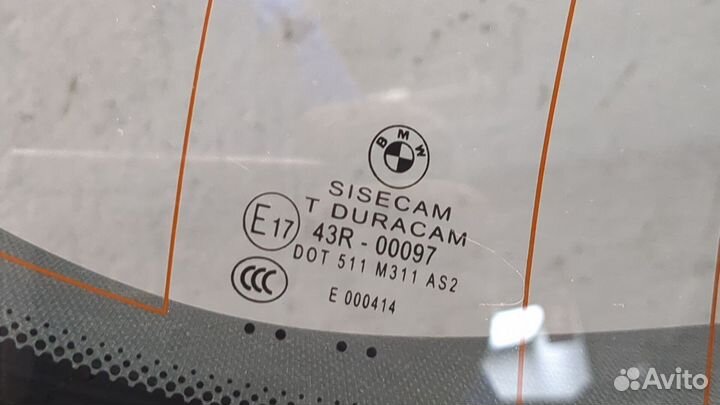 BMW
SISECAM
T DURACAM
E17 43R - 00097
DOT 511 M311 AS2
CCC
E 000414
Avito